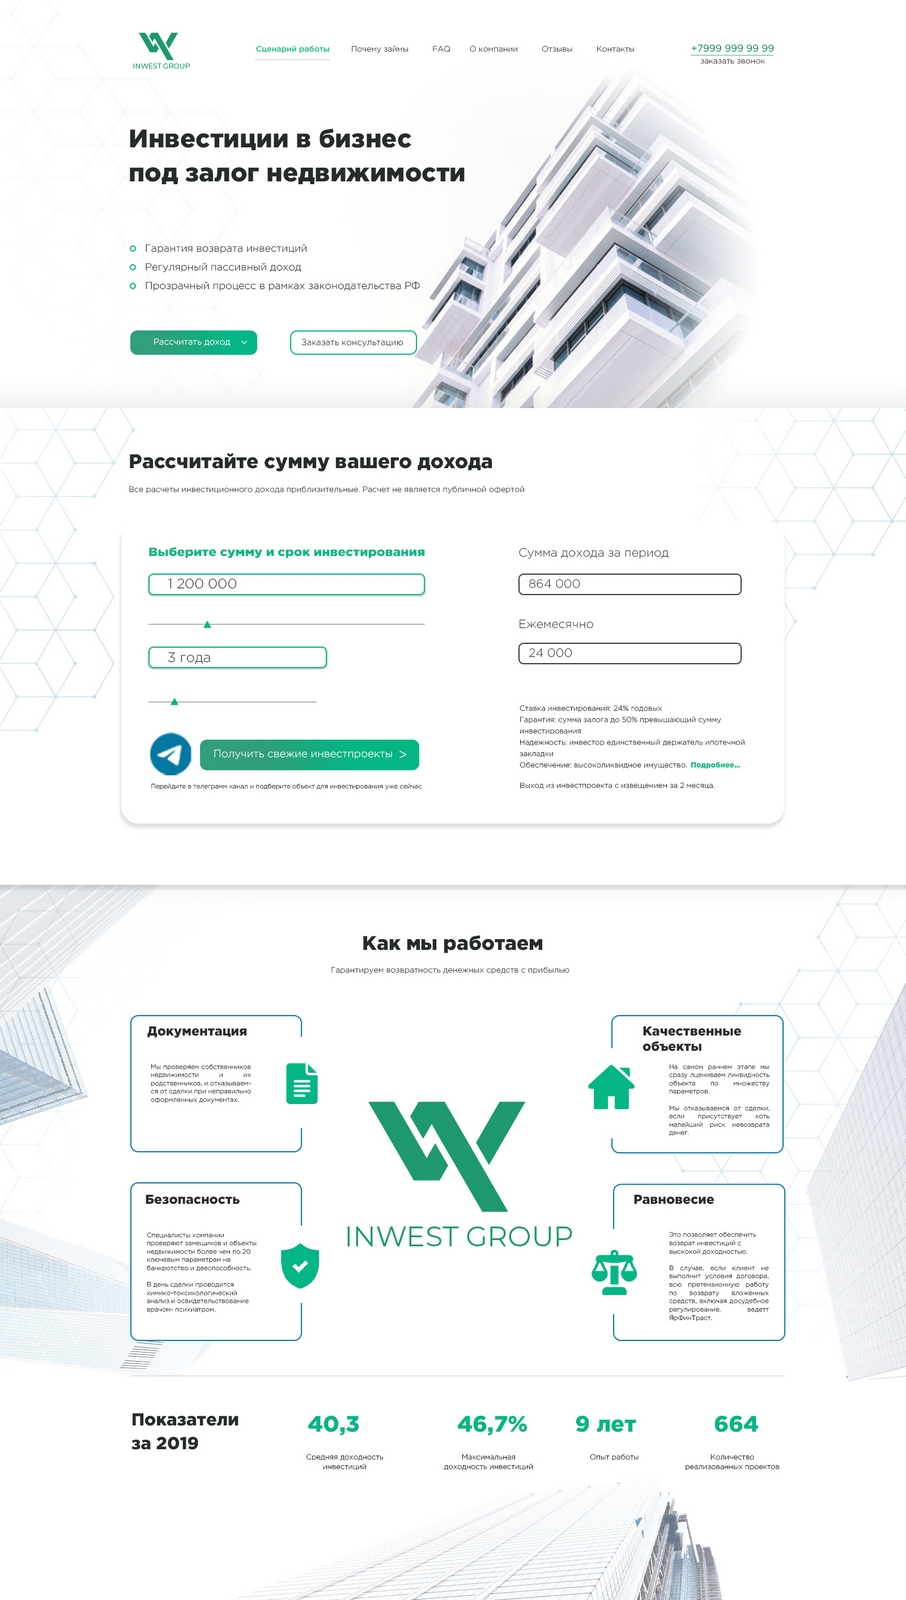 INWEST GROUP
Сценарий работы
Почему займы
FAQ
О компании
Отзывы
Контакты
+7999 999 99 99
заказать звонок
Инвестиции в бизнес
под залог недвижимости
Гарантия возврата инвестиций
Регулярный пассивный доход
Прозрачный процесс в рамках законодательства РФ
Рассчитать доход
Заказать консультацию
Рассчитайте сумму вашего дохода
Все расчеты инвестиционного дохода приблизительные. Расчет не является публичной офертой
Выберите сумму и срок инвестирования
1 200 000
3 года
Получить свежие инвестпроекты >
Перейдите в телеграмм канал и подберите объект для инвестирования уже сейчас
Сумма дохода за период
864 000
Ежемесячно
24 000
Ставка инвестирования: 24% годовых
Гарантия: сумма залога до 50% превышающий сумму
инвестирования
Надежность: инвестор единственный держатель ипотечной
закладки
Обеспечение: высоколиквидное имущество. Подробнее...
Выход из инвестпроекта с извещением за 2 месяца.
Как мы работаем
Гарантируем возвратность денежных средств с прибылью
Документация
Мы проверяем собственников
недвижимости и их
родственников, и отказываем-
ся от сделки при неправильно
оформленных документах.
Качественные
объекты
На самом раннем этапе мы
сразу лцениваем ликвидность
объекта по множеству
параметров.
Мы отказываемся от сделки,
если присутствует хоть
малейший риск невозврата
денег.
INWEST GROUP
Безопасность
Специалисты компании
проверяют замещиков и объекты
недвижимости более чем по 20
ключевым параметрам на
банкротство и дееспособность.
В день сделки проводится
химико-токсикологический
анализ и освидетельствование
врачом- психиатром.
Равновесие
Это позволяет обеспечить
возврат инвестиций с
выскокой доходностью.
В случае, если клиент не
выполнит условия договора,
всю претензионную работу
по возврату вложенных
средств, включая досудебное
регулирование, ведетт
ЯрФинТраст.
Показатели
за 2019
40,3
Средняя доходность
инвестиций
46,7%
Максимальная
доходность инвестиций
9 лет
Опыт работы
664
Количество
реализованных проектов